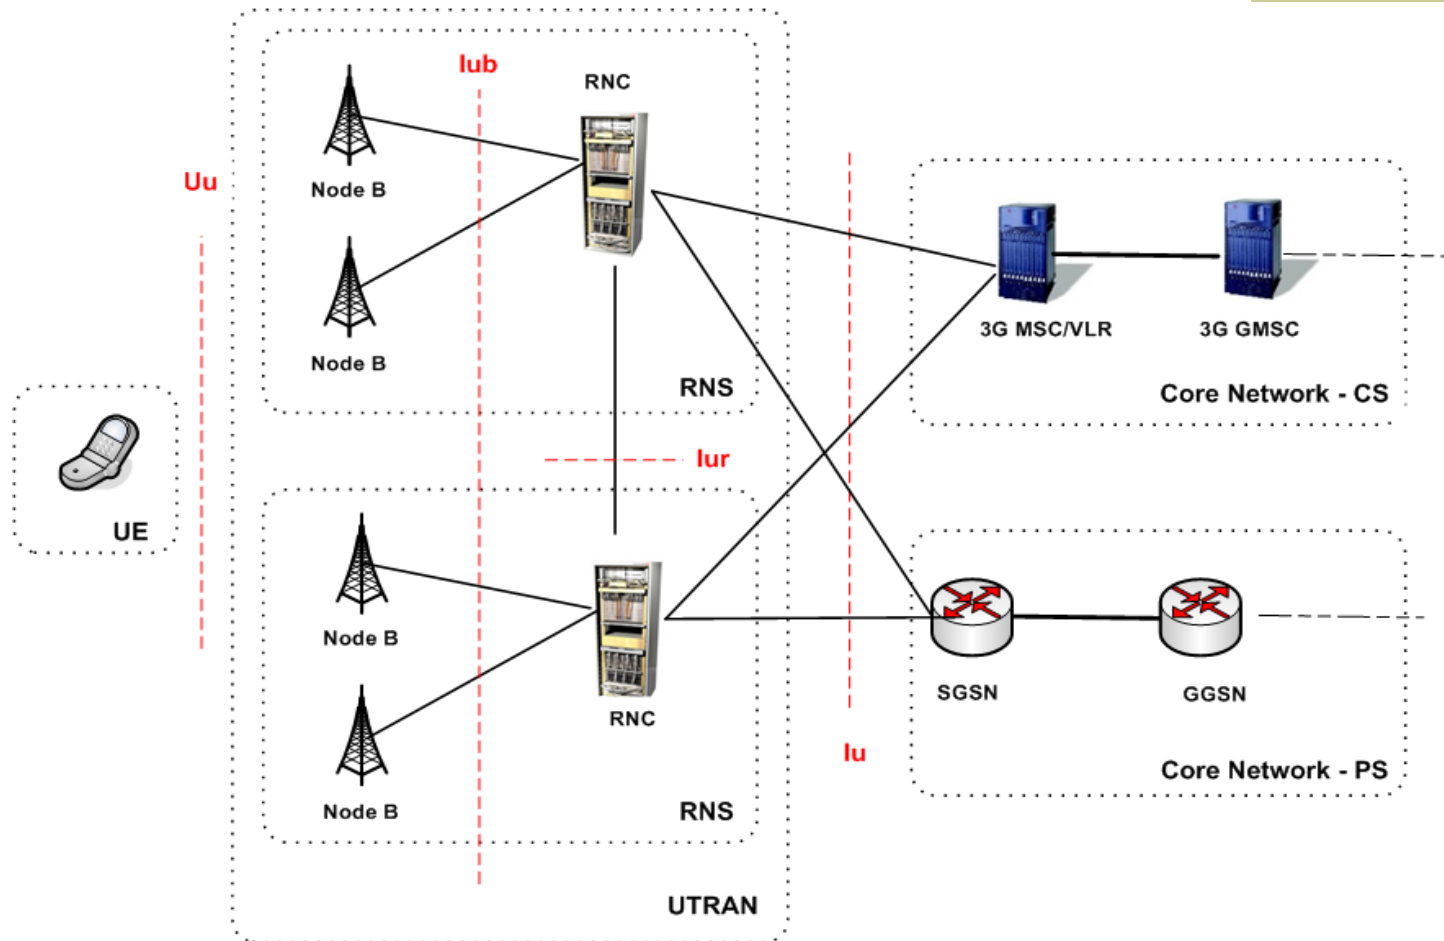 Iub
RNC
Uu
Node B
Node B
3G MSC/VLR
3G GMSC
RNS
Core Network - CS
Iur
UE
Node B
SGSN
GGSN
RNC
Iu
Core Network - PS
Node B
RNS
UTRAN